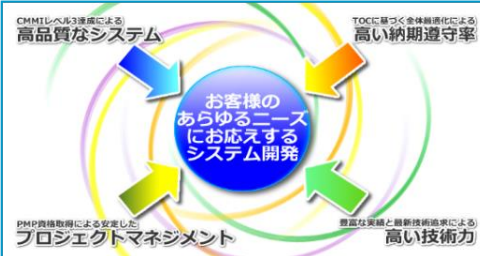 CMMIレベル3達成による
高品質なシステム
TOCに基づく全体最適化による
高い納期遵守率
お客様の
あらゆるニーズ
にお応えする
システム開発
PMP資格取得による安定した
プロジェクトマネジメント
豊富な実績と最新技術追求による
高い技術力